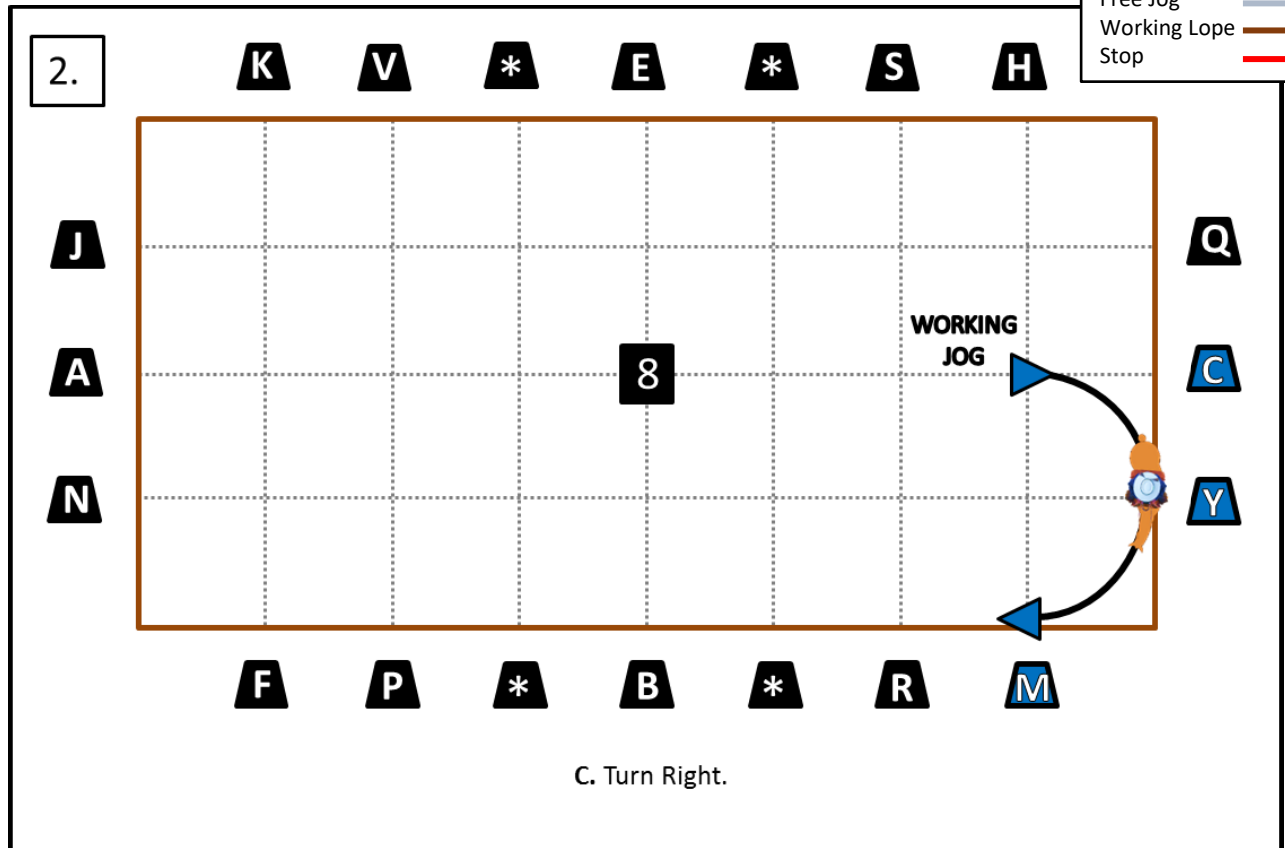 Free Jog
Working Lope
Stop
2.
K V * E * S H
J Q
WORKING
JOG
A 8 C
N Y
F P * B * R M
C. Turn Right.